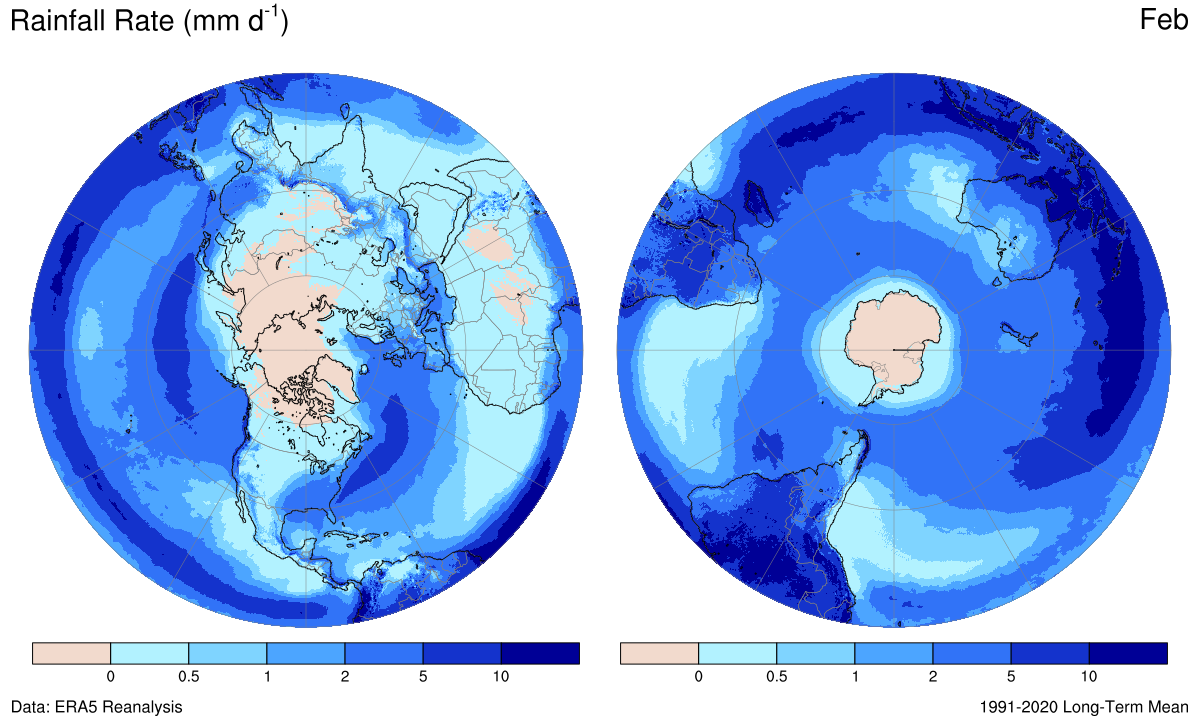 Rainfall Rate (mm d⁻¹)
Feb
0 0.5 1 2 5 10
0 0.5 1 2 5 10
Data: ERA5 Reanalysis
1991-2020 Long-Term Mean